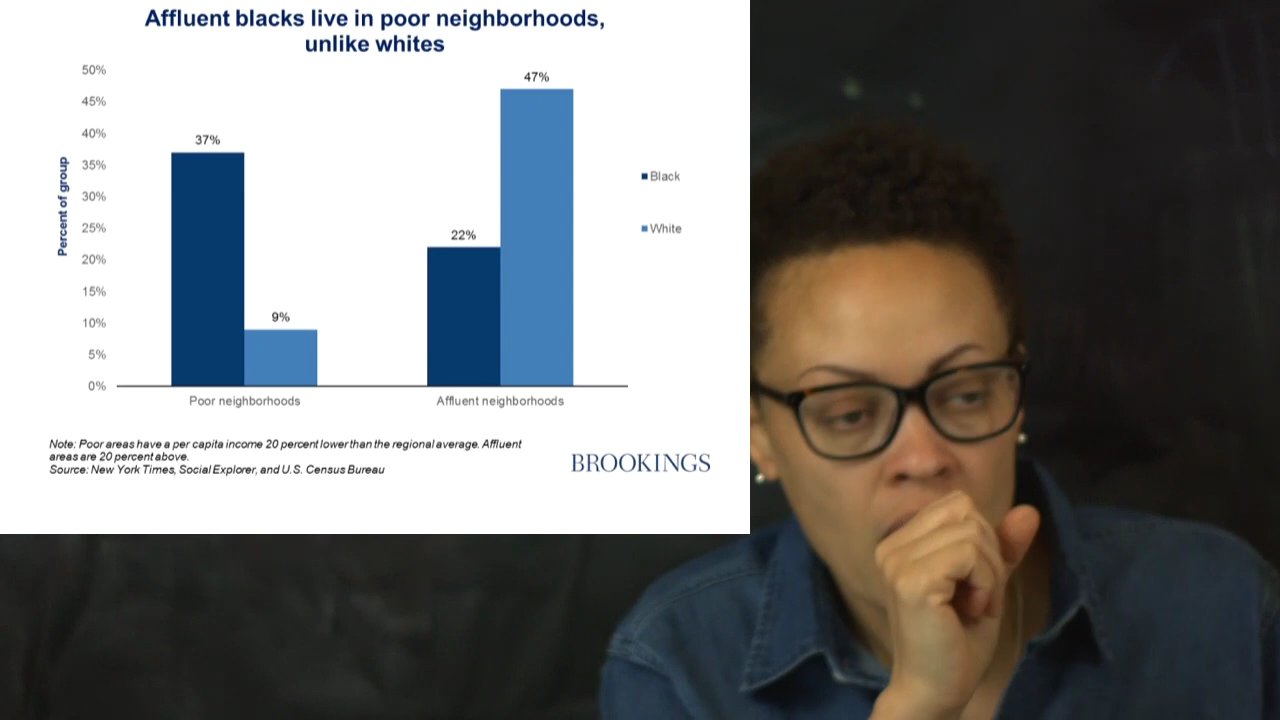 Affluent blacks live in poor neighborhoods,
unlike whites
50%
45%
40%
35%
30%
25%
20%
15%
10%
5%
0%
Percent of group
37%
9%
22%
47%
Poor neighborhoods
Affluent neighborhoods
Black
White
Note: Poor areas have a per capita income 20 percent lower than the regional average. Affluent
areas are 20 percent above.
Source: New York Times, Social Explorer, and U.S. Census Bureau
BROOKINGS